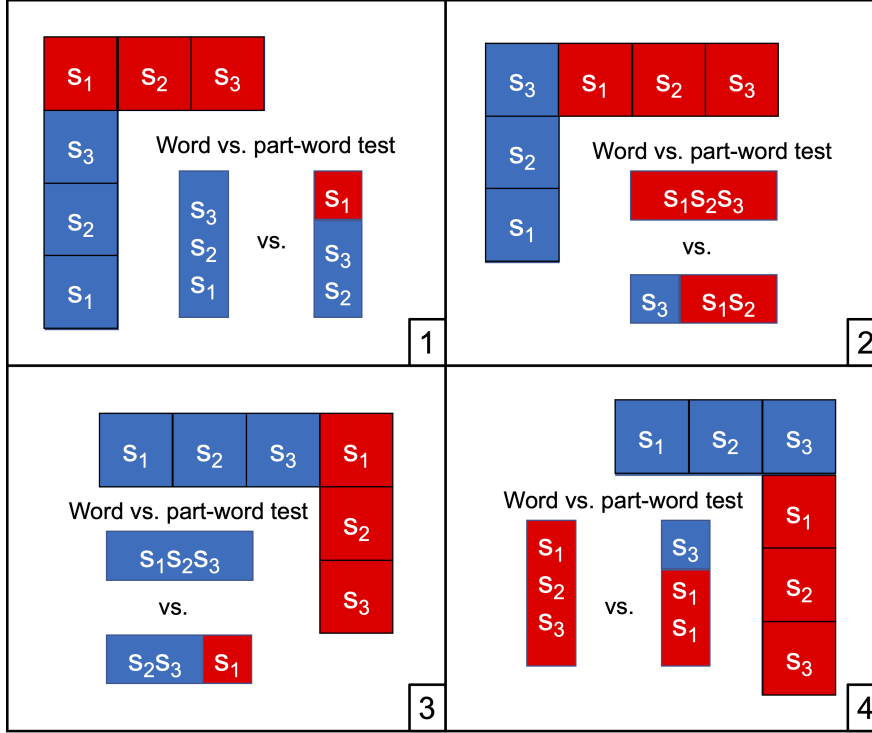 s₁ s₂ s₃
s₃
s₂
s₁
Word vs. part-word test
s₃
s₂
s₁
vs.
s₁
s₃
s₂
1
s₃ s₁ s₂ s₃
s₂
s₁
Word vs. part-word test
s₁s₂s₃
vs.
s₃ s₁s₂
2
s₁ s₂ s₃ s₁
s₂
s₃
Word vs. part-word test
s₁s₂s₃
vs.
s₂s₃ s₁
3
s₁ s₂ s₃
s₁
s₂
s₃
Word vs. part-word test
s₁
s₂
s₃
vs.
s₃
s₁
s₁
4